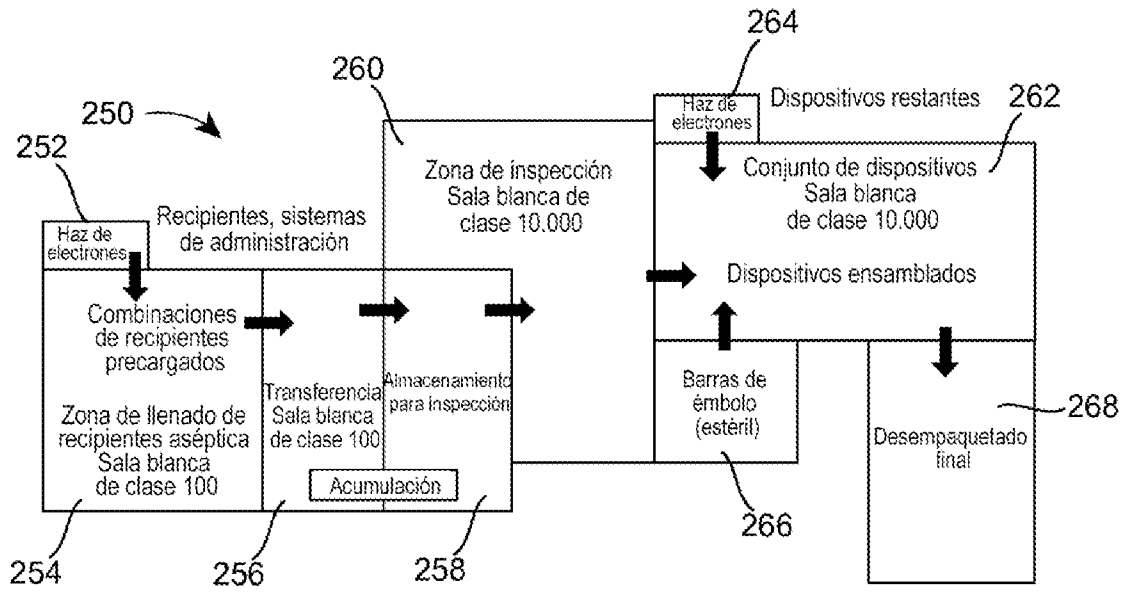 264
260
Haz de
electrones
Dispositivos restantes
262
250
252
Zona de inspección
Sala blanca de
clase 10.000
Conjunto de dispositivos
Sala blanca
de clase 10.000
Haz de
electrones
Recipientes, sistemas
de administración
Dispositivos ensamblados
Combinaciones
de recipientes
precargados
Transferencia
Sala blanca
de clase 100
Almacenamiento
para inspección
Barras de
émbolo
(estéril)
Zona de llenado de
recipientes aséptica
Sala blanca
de clase 100
Desempaquetado
final
268
Acumulación
266
254
256
258